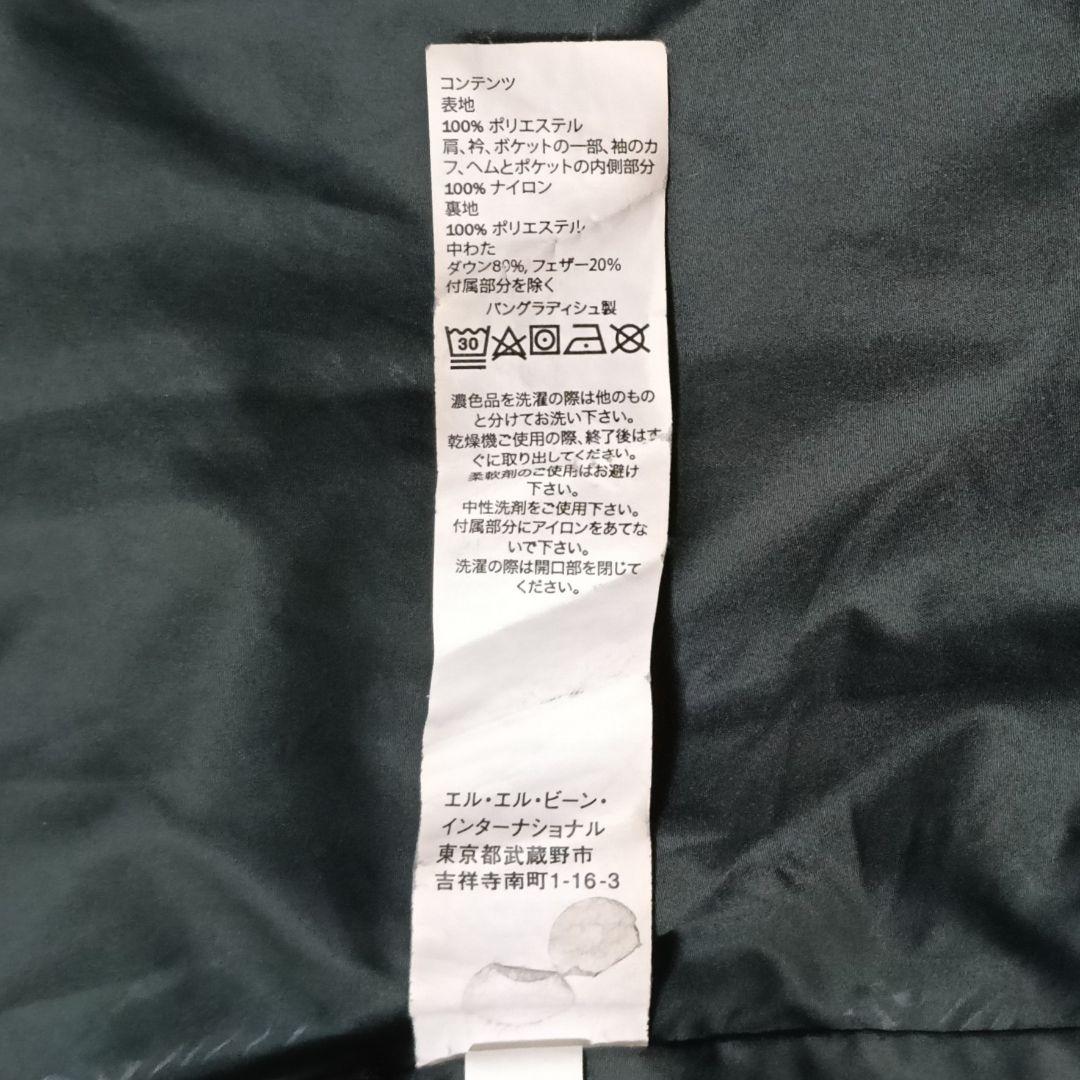 コンテンツ
表地
100% ポリエステル
肩、衿、ポケットの一部、袖のカ
フ、ヘムとポケットの内側部分
100% ナイロン
裏地
100% ポリエステル
中わた
ダウン80%, フェザー20%
付属部分を除く
バングラディシュ製
30
濃色品を洗濯の際は他のもの
と分けてお洗い下さい。
乾燥機ご使用の際、終了後はす
ぐに取り出してください。
柔軟剤のご使用はお避け
下さい。
中性洗剤をご使用下さい。
付属部分にアイロンをあてな
いで下さい。
洗濯の際は開口部を閉じて
ください。
エル・エル・ビーン・
インターナショナル
東京都武蔵野市
吉祥寺南町1-16-3